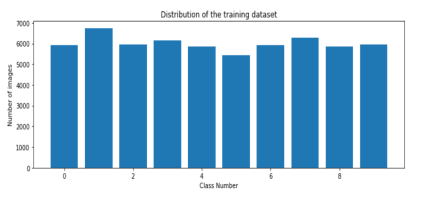 Distribution of the training dataset
Number of images
7000
6000
5000
4000
3000
2000
1000
0
0 2 4 6 8
Class Number